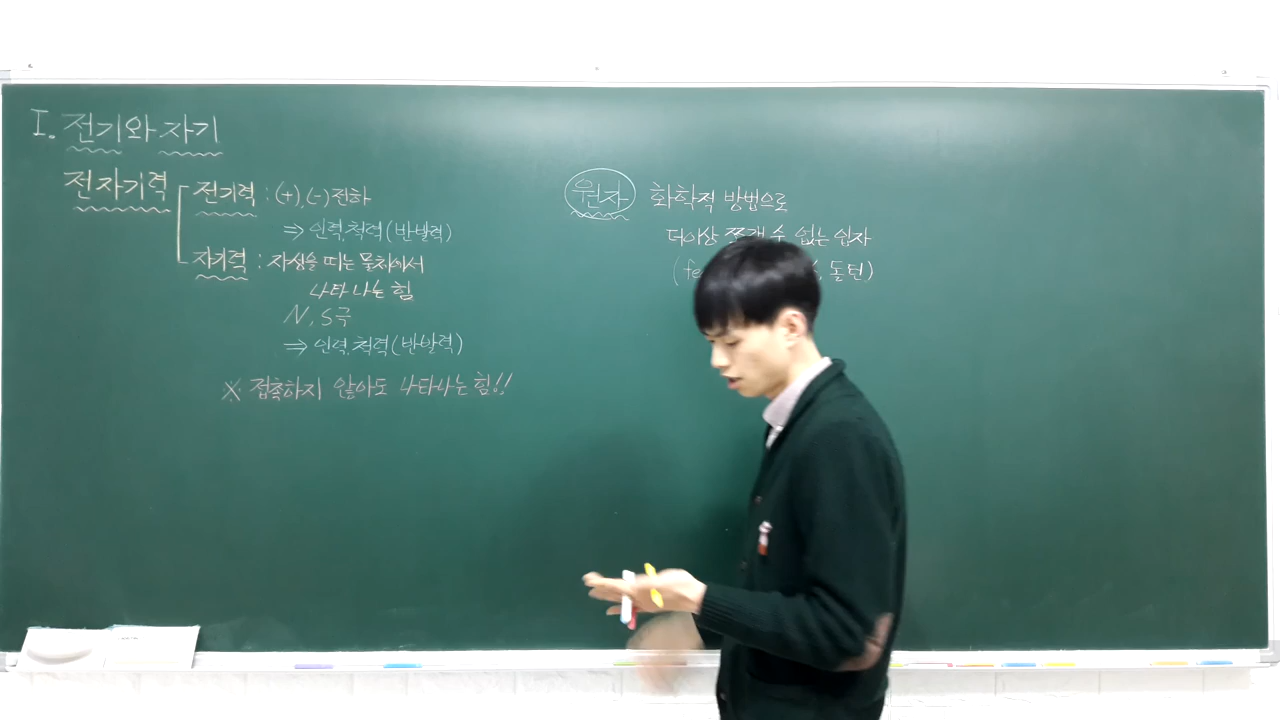 I. 전기와 자기
전자기력
전기력 : (+), (-) 전하
⇒ 인력, 척력(반발력)
자기력 : 자성을 띠는 물차에서
나타나는 힘
N, S극
⇒ 인력, 척력(반발력)
※ 접촉하지 않아도 나타나는 힘!!
원자 화학적 방법으로
더이상 쪼갤 수 없는 입자
(fe , 돌턴)